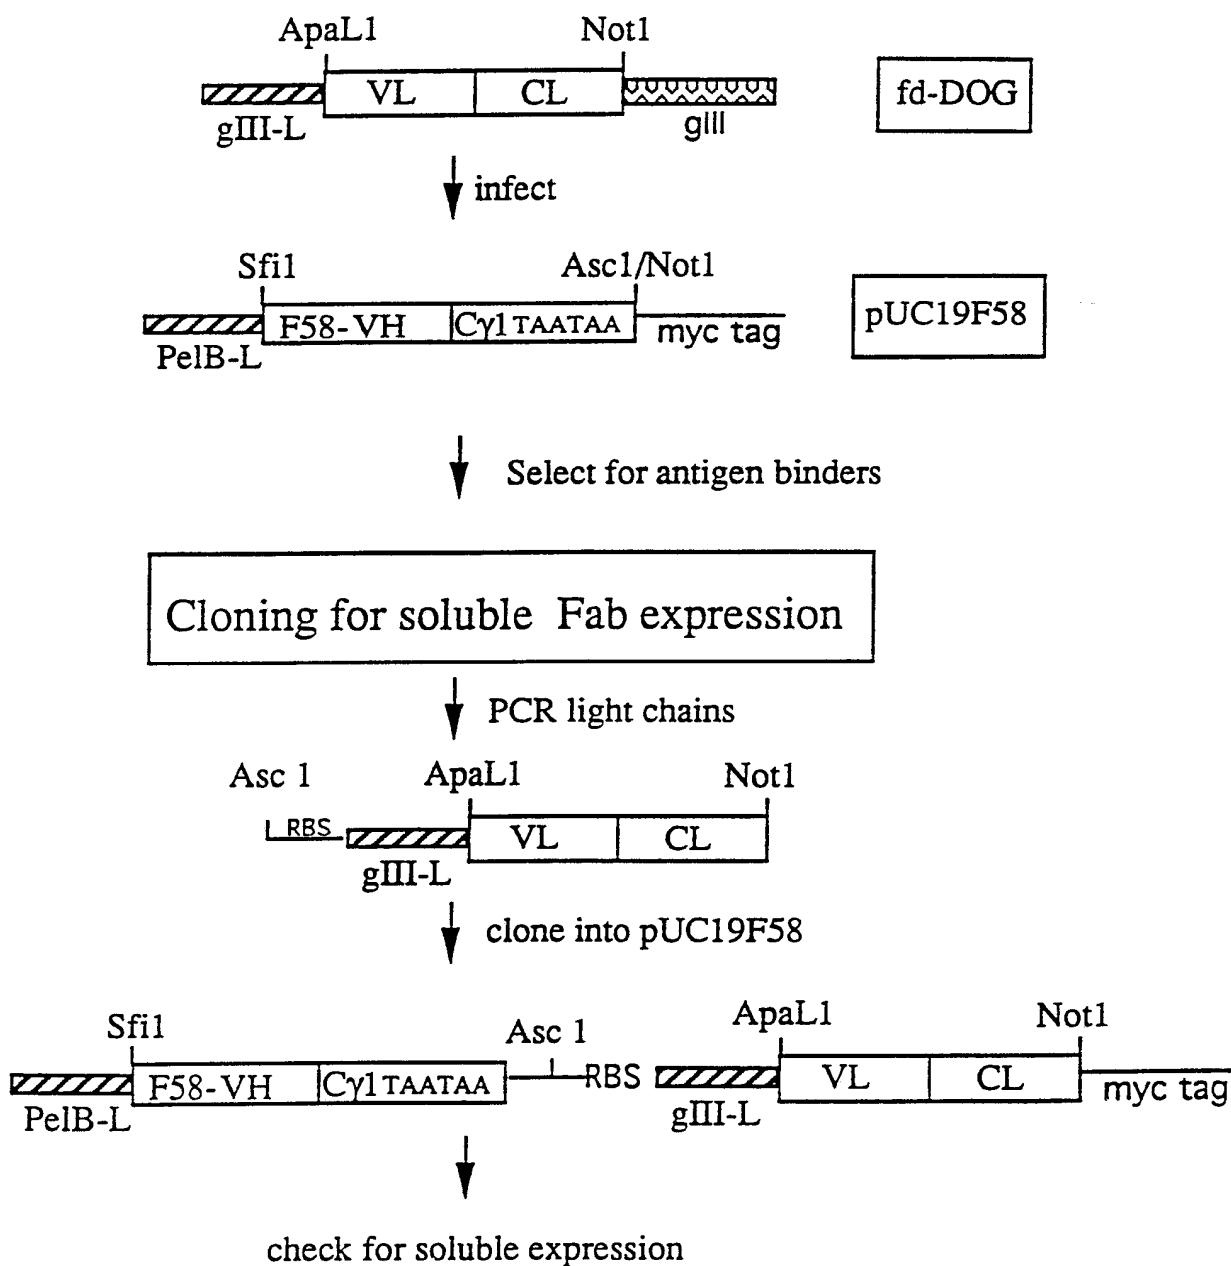 ApaL1 Not1
VL CL fd-DOG
gIII-L gIII
infect
Sfi1 Asc1/Not1
F58-VH Cγ1 TAATAA myc tag pUC19F58
PelB-L
Select for antigen binders
Cloning for soluble Fab expression
PCR light chains
Asc 1 ApaL1 Not1
RBS VL CL
gIII-L
clone into pUC19F58
Sfi1 Asc 1 ApaL1 Not1
F58-VH Cγ1 TAATAA RBS VL CL myc tag
PelB-L gIII-L
check for soluble expression